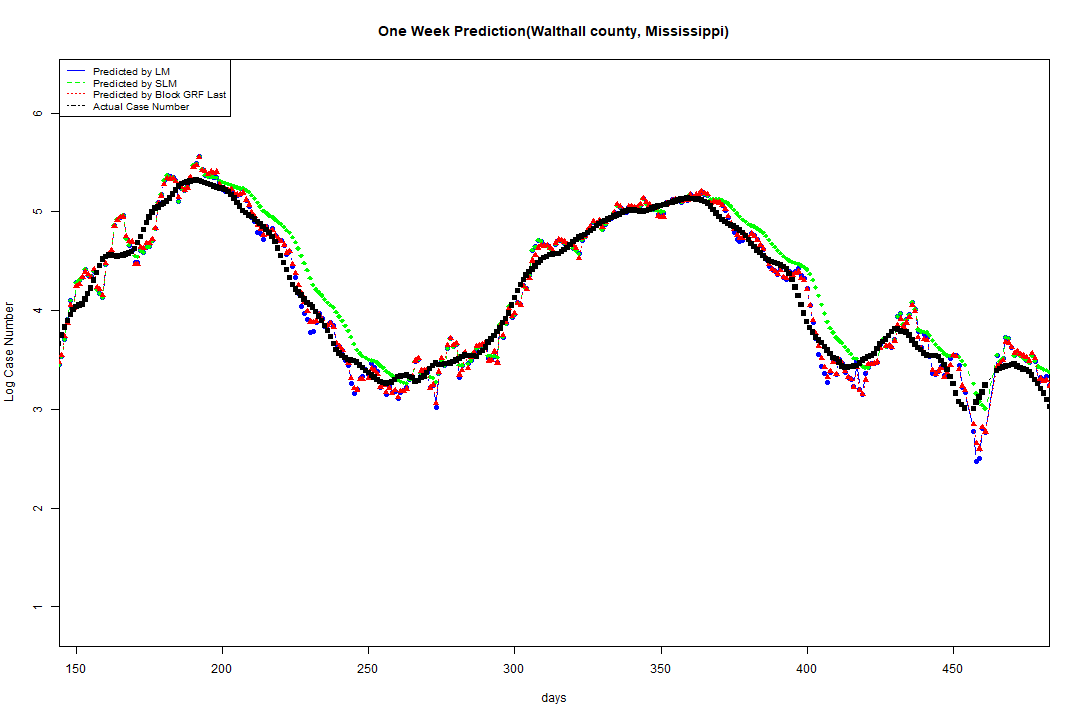 One Week Prediction(Walthall county, Mississippi)
Predicted by LM
Predicted by SLM
Predicted by Block GRF Last
Actual Case Number
6
5
4
3
2
1
Log Case Number
150 200 250 300 350 400 450
days